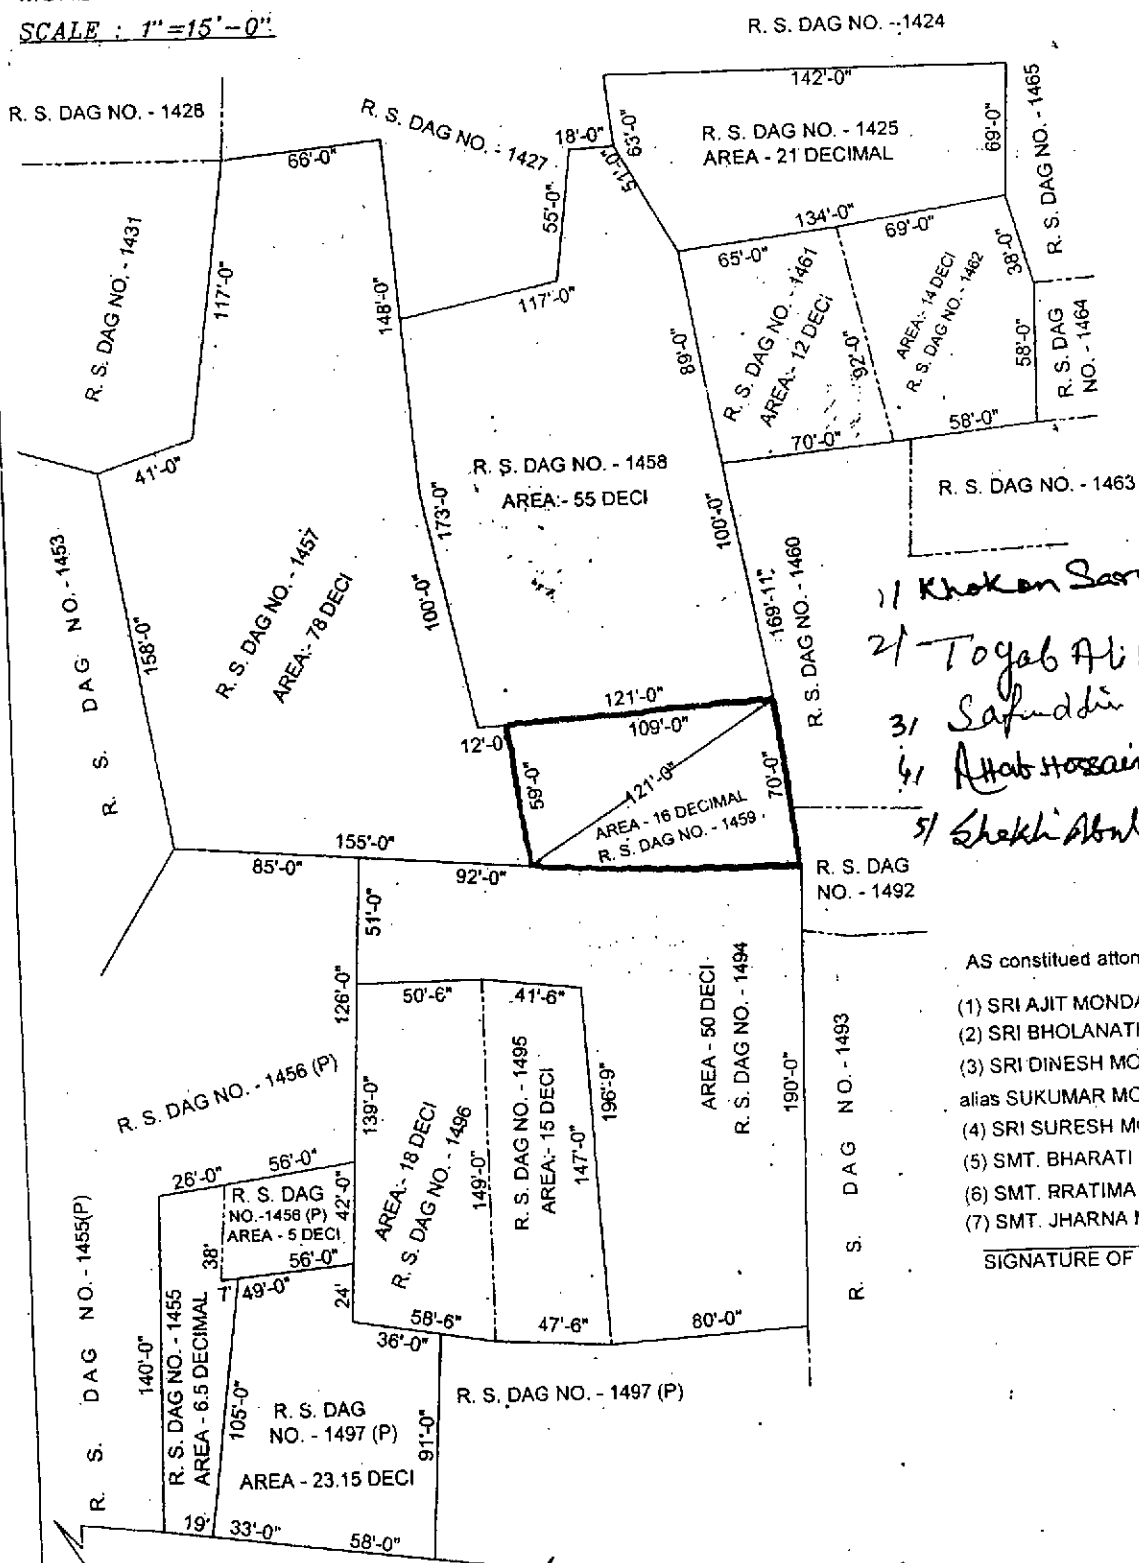 SCALE : 1"=15'-0"
R. S. DAG NO. - 1424
R. S. DAG NO. - 1428
R. S. DAG NO. - 1427
142'-0"
R. S. DAG NO. - 1425
AREA - 21 DECIMAL
69'-0"
R. S. DAG NO. - 1465
66'-0"
18'-0"
63'-0"
51'-0"
55'-0"
R. S. DAG NO. - 1431
117'-0"
148'-0"
117'-0"
134'-0"
65'-0"
69'-0"
38'-0"
R. S. DAG NO. - 1461
AREA:- 12 DECI
92'-0"
AREA:- 14 DECI
R. S. DAG NO. - 1462
58'-0"
R. S. DAG
NO. - 1464
89'-0"
70'-0"
58'-0"
41'-0"
R. S. DAG NO. - 1458
AREA:- 55 DECI
173'-0"
100'-0"
100'-0"
169'-11"
R. S. DAG NO. - 1463
R. S. DAG NO. - 1460
R. S. DAG NO. - 1453
158'-0"
R. S. DAG NO. - 1457
AREA:- 78 DECI
1/ Khokon
2/ Togab Ali
3/ Safuddin
4/ Attab Hossain
5/ Shekh
121'-0"
109'-0"
12'-0"
59'-0"
121'-0"
70'-0"
AREA - 16 DECIMAL
R. S. DAG NO. - 1459
155'-0"
85'-0"
92'-0"
R. S. DAG
NO. - 1492
51'-0"
126'-0"
50'-6"
41'-6"
139'-0"
AREA:- 18 DECI
R. S. DAG NO. - 1496
149'-0"
R. S. DAG NO. - 1495
AREA:- 15 DECI
147'-0"
196'-9"
AREA - 50 DECI
R. S. DAG NO. - 1494
190'-0"
R. S. DAG NO. - 1493
AS constitued atton
(1) SRI AJIT MONDA
(2) SRI BHOLANATH
(3) SRI DINESH MO
alias SUKUMAR MO
(4) SRI SURESH MO
(5) SMT. BHARATI
(6) SMT. RRATIMA
(7) SMT. JHARNA
SIGNATURE OF
R. S. DAG NO. - 1456 (P)
26'-0"
56'-0"
R. S. DAG
NO.-1456 (P)
AREA - 5 DECI
42'-0"
38'
56'-0"
7'
49'-0"
24'
58'-6"
47'-6"
80'-0"
36'-0"
R. S. DAG NO. - 1455(P)
140'-0"
R. S. DAG NO. - 1455
AREA - 6.5 DECIMAL
105'-0"
R. S. DAG
NO. - 1497 (P)
AREA - 23.15 DECI
91'-0"
R. S. DAG NO. - 1497 (P)
19'
33'-0"
58'-0"